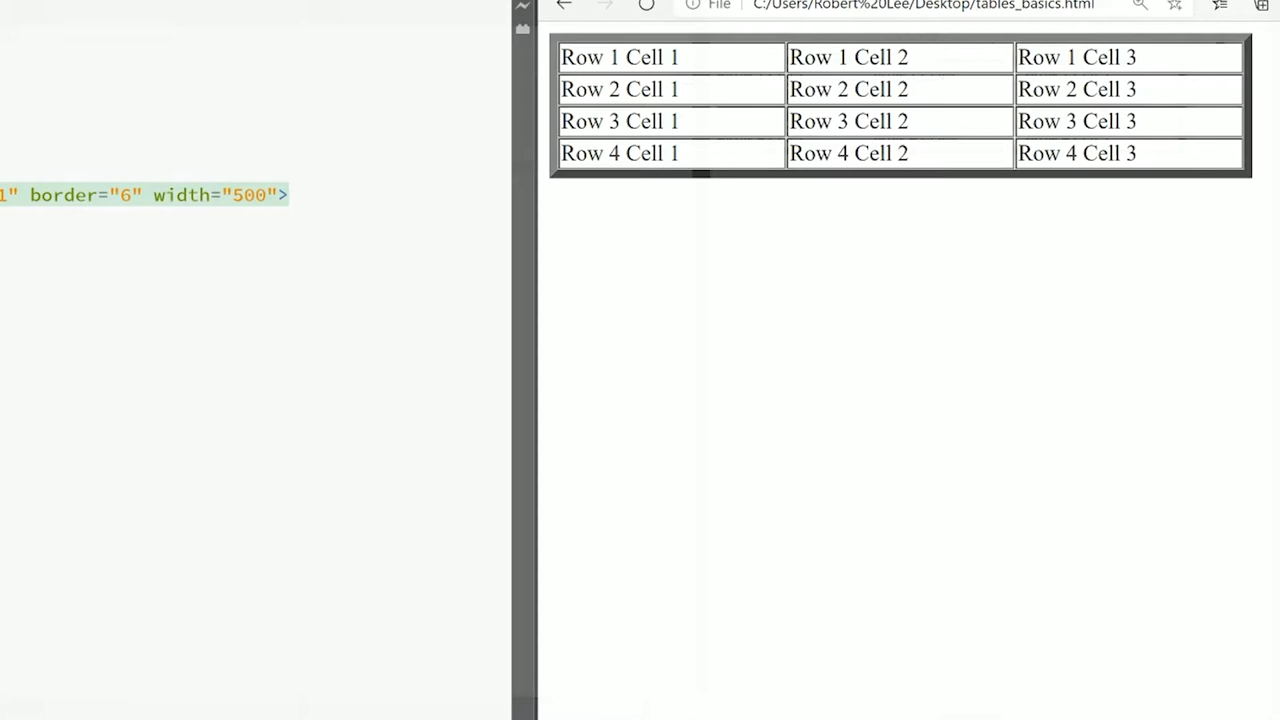 File C:/Users/Robert%20Lee/Desktop/tables_basics.html
Row 1 Cell 1 Row 1 Cell 2 Row 1 Cell 3
Row 2 Cell 1 Row 2 Cell 2 Row 2 Cell 3
Row 3 Cell 1 Row 3 Cell 2 Row 3 Cell 3
Row 4 Cell 1 Row 4 Cell 2 Row 4 Cell 3
1" border="6" width="500">